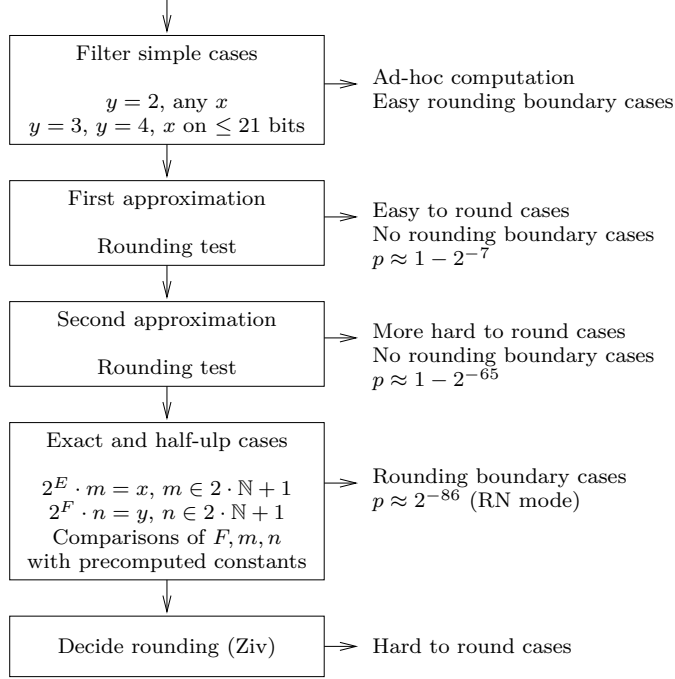 Filter simple cases
y = 2, any x
y = 3, y = 4, x on ≤ 21 bits
Ad-hoc computation
Easy rounding boundary cases
First approximation
Rounding test
Easy to round cases
No rounding boundary cases
p ≈ 1 − 2⁻⁷
Second approximation
Rounding test
More hard to round cases
No rounding boundary cases
p ≈ 1 − 2⁻⁶⁵
Exact and half-ulp cases
2ᴱ · m = x, m ∈ 2 · ℕ + 1
2ꟳ · n = y, n ∈ 2 · ℕ + 1
Comparisons of F, m, n
with precomputed constants
Rounding boundary cases
p ≈ 2⁻⁸⁶ (RN mode)
Decide rounding (Ziv)
Hard to round cases